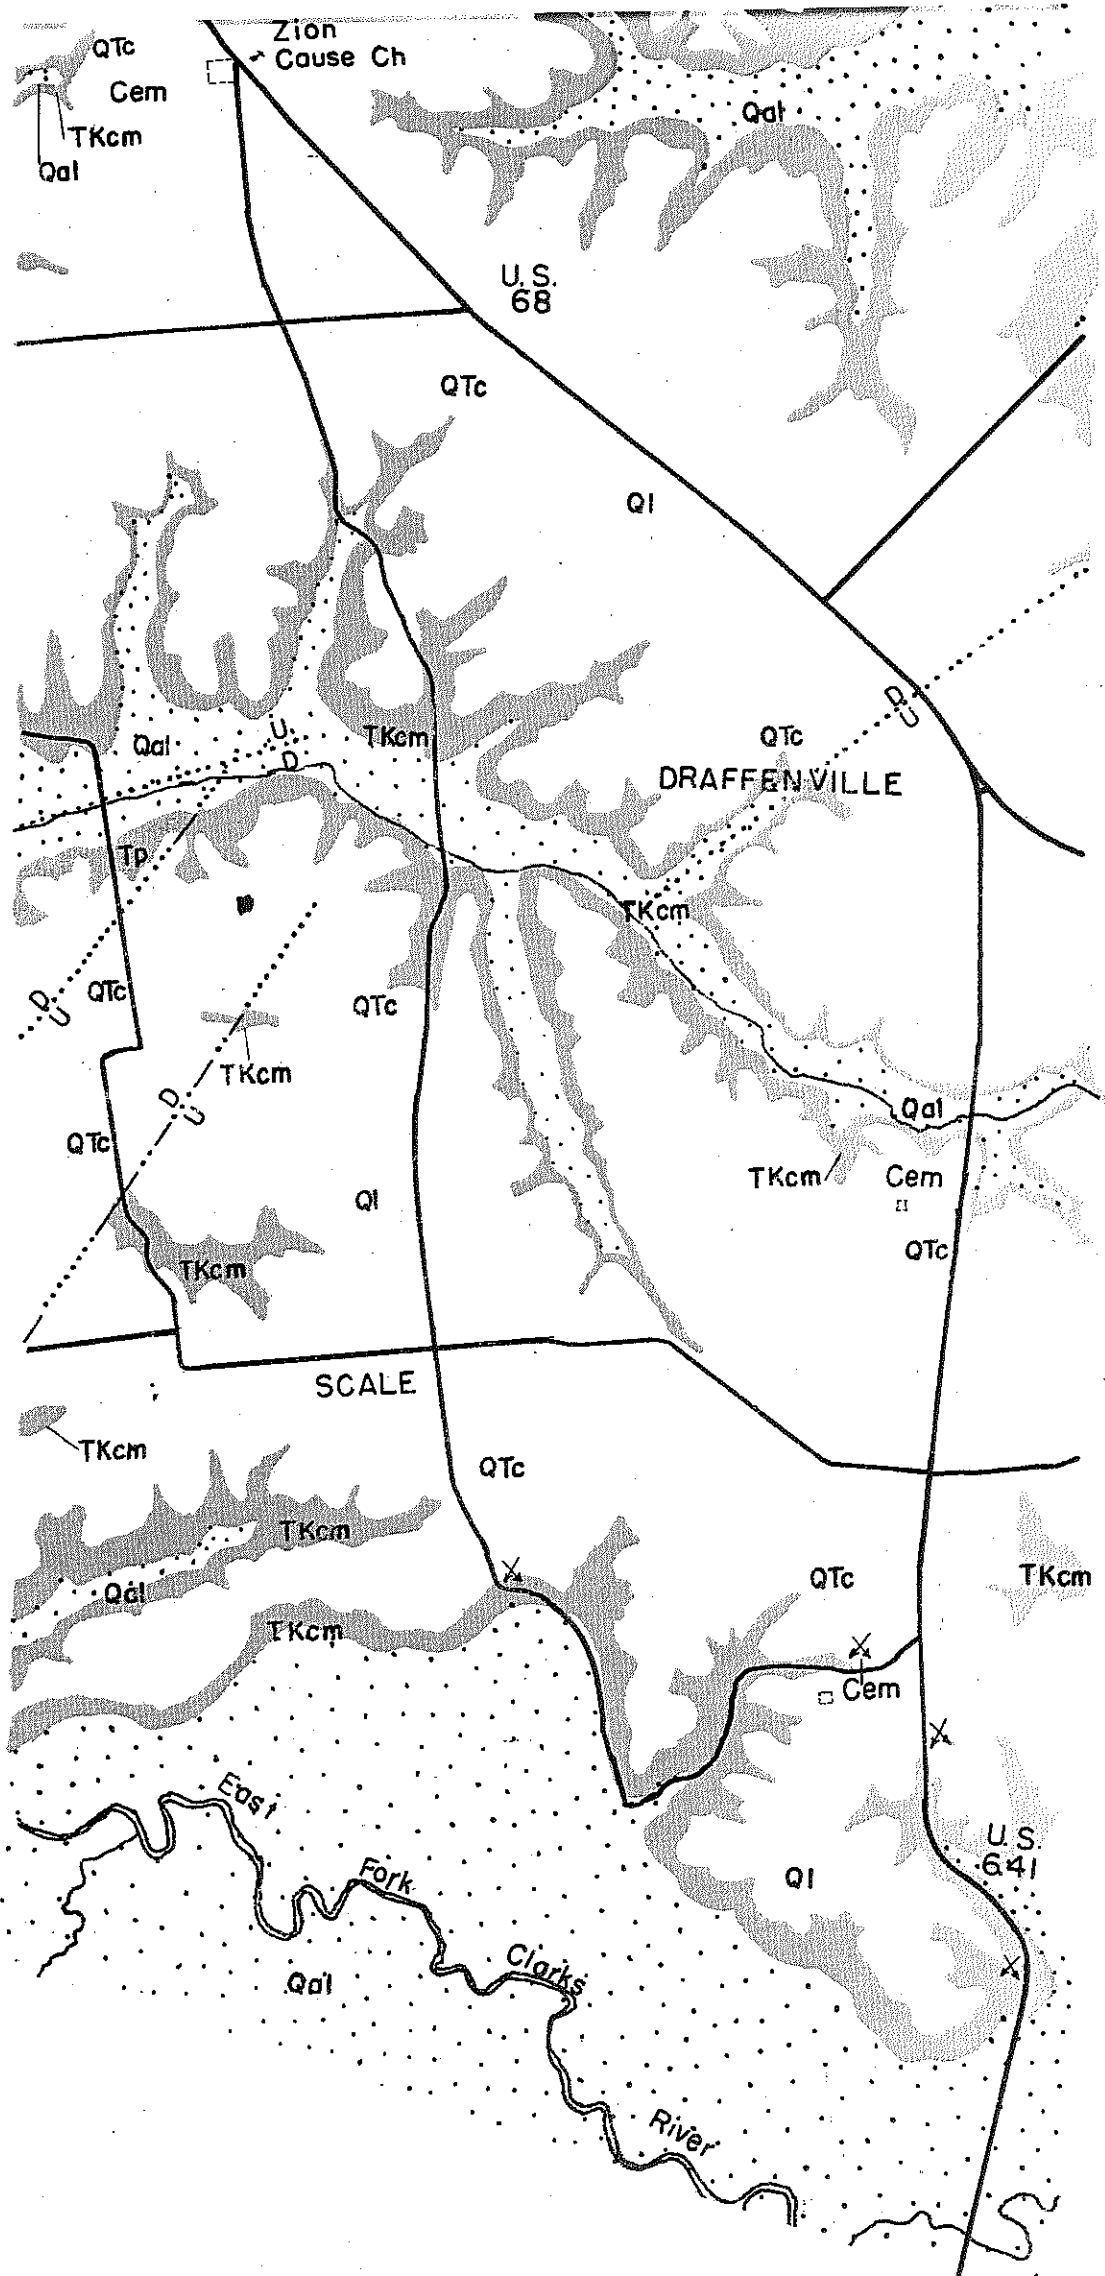 Zion
Cause Ch
QTc
Cem
TKcm
Qal
Qal
U.S.
68
QTc
Ql
D
U
U
D
Qal
TKcm
QTc
DRAFFENVILLE
Tp
TKcm
D
U
QTc
QTc
TKcm
D
U
Qal
QTc
TKcm
Cem
Ql
QTc
TKcm
SCALE
TKcm
QTc
TKcm
QTc
TKcm
Qal
TKcm
Cem
East
U.S.
641
Fork
Ql
Clarks
Qal
River